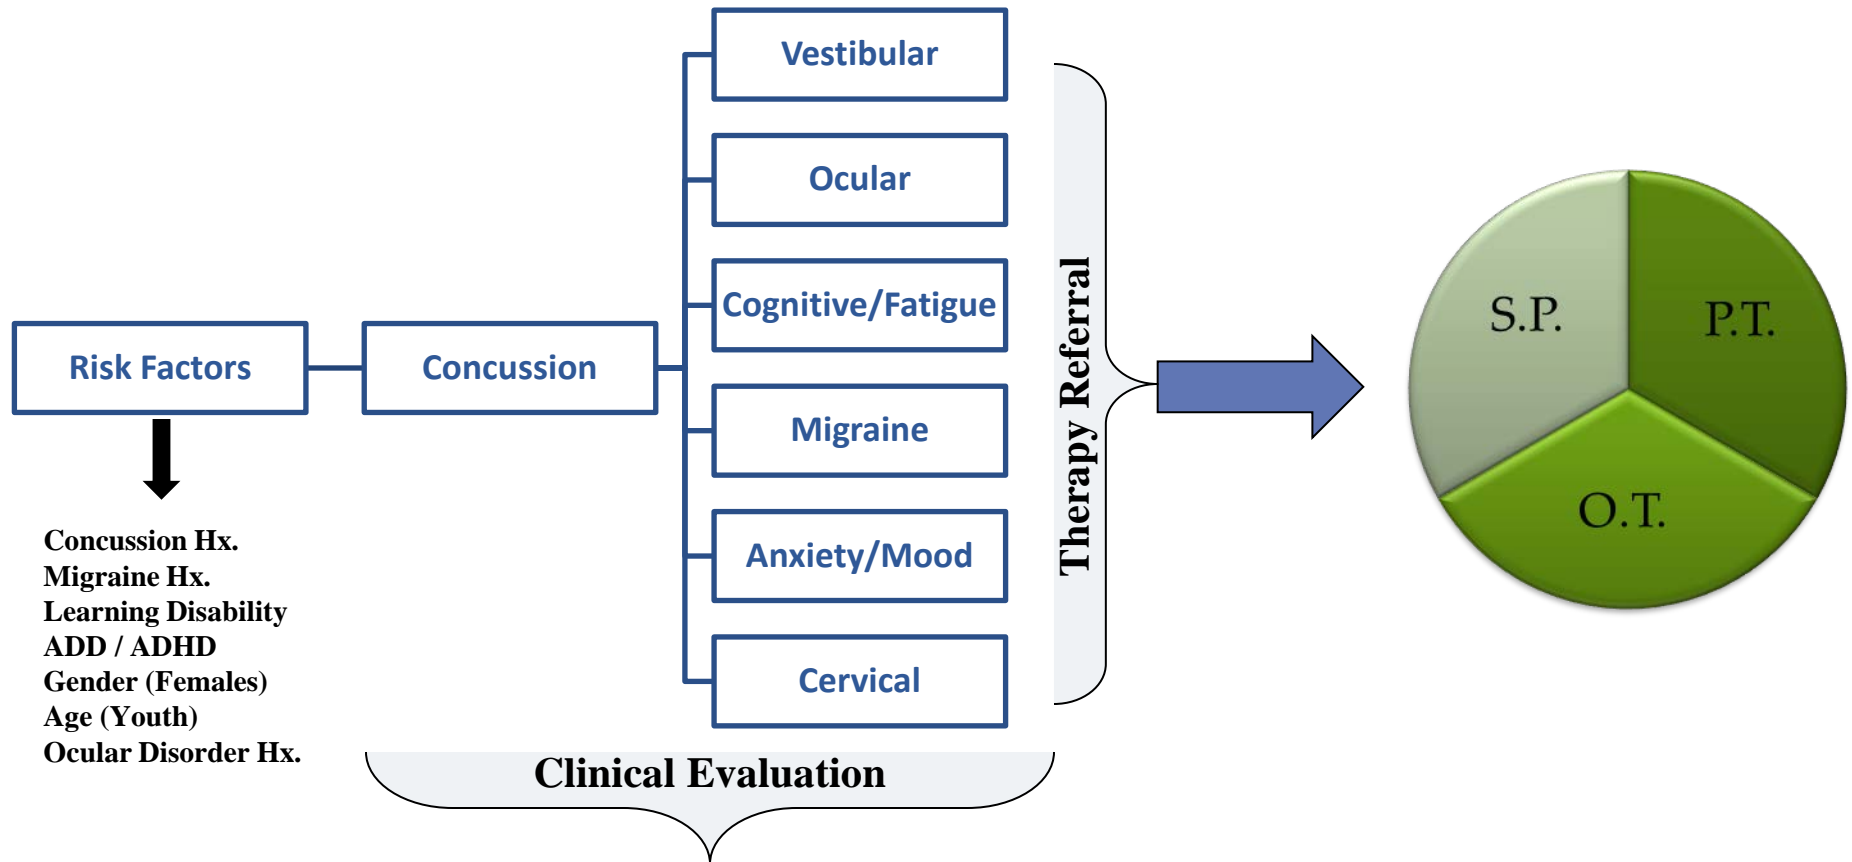 Risk Factors
Concussion Hx.
Migraine Hx.
Learning Disability
ADD / ADHD
Gender (Females)
Age (Youth)
Ocular Disorder Hx.
Concussion
Vestibular
Ocular
Cognitive/Fatigue
Migraine
Anxiety/Mood
Cervical
Clinical Evaluation
Therapy Referral
S.P.
P.T.
O.T.